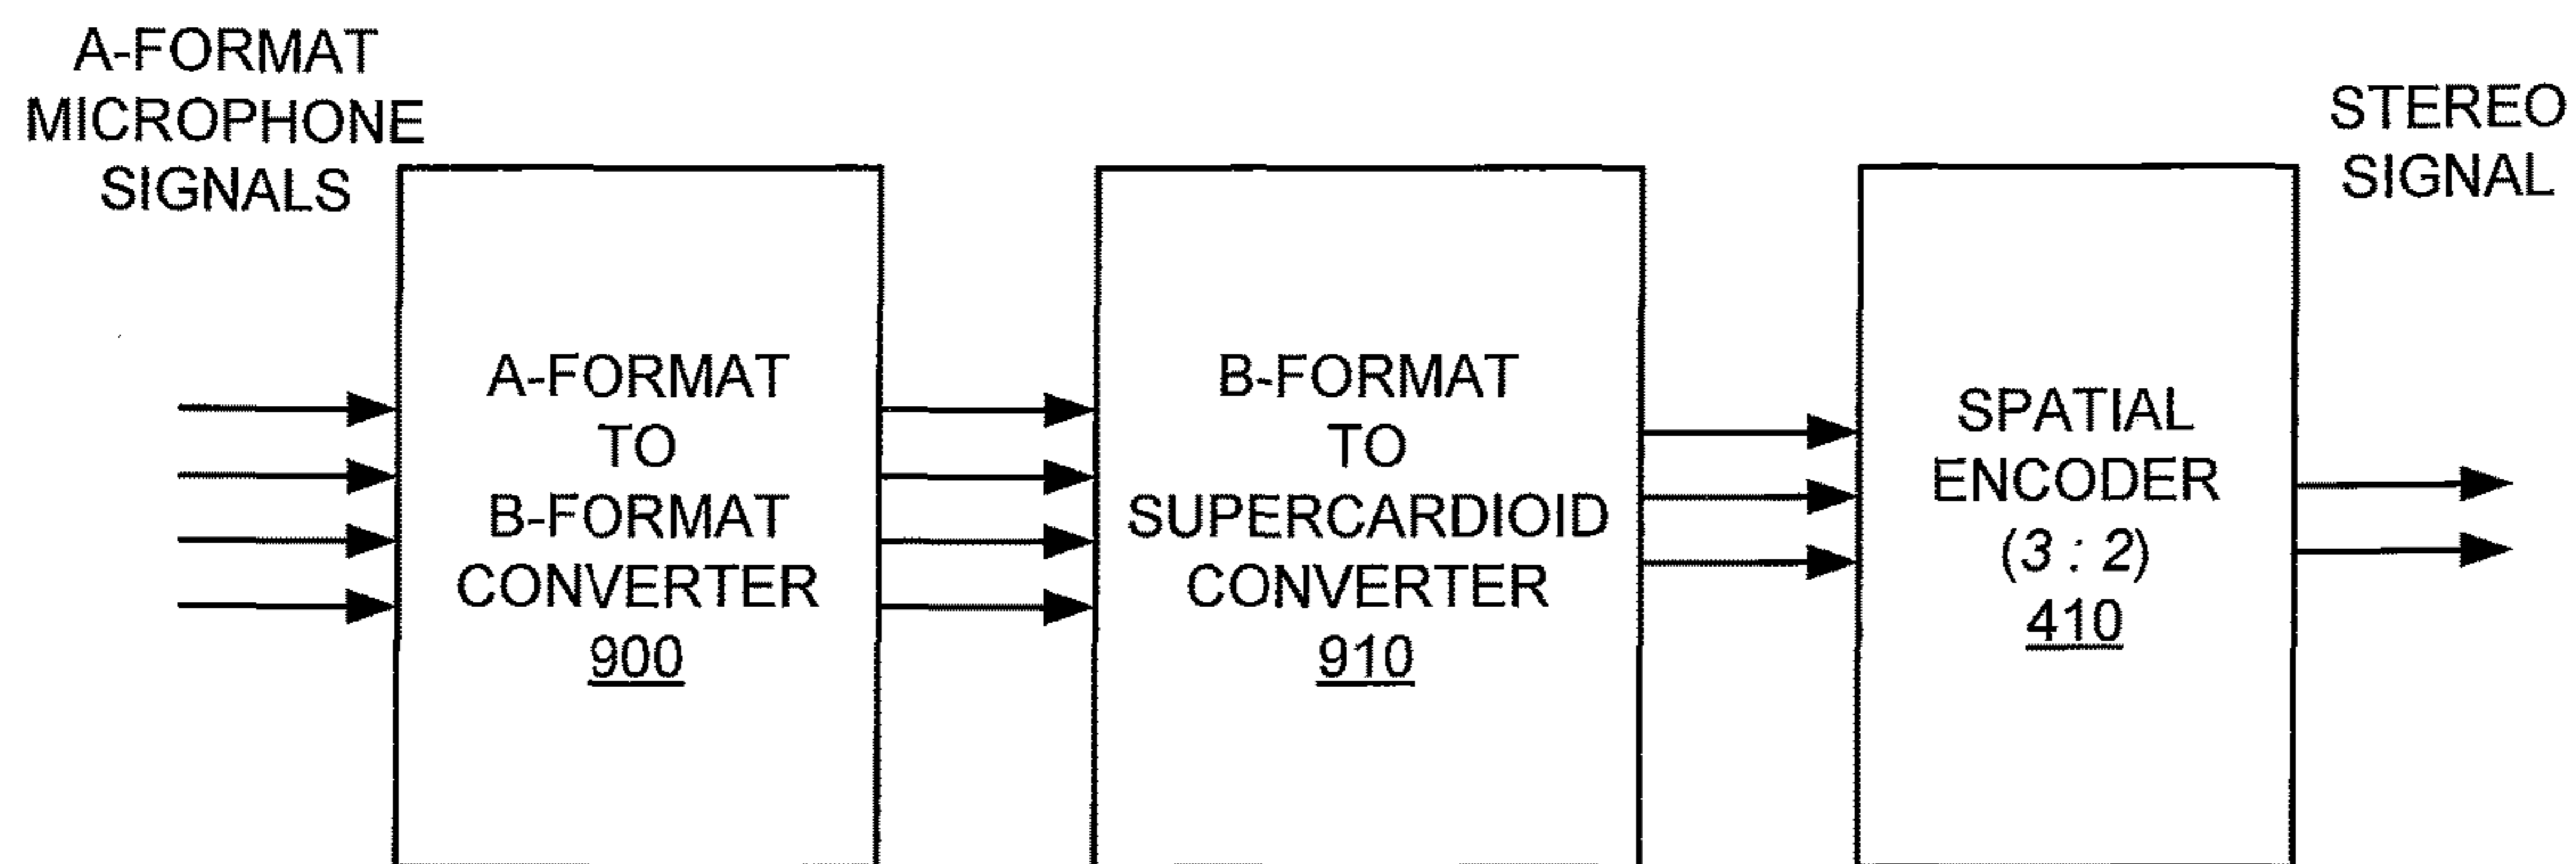 A-FORMAT
MICROPHONE
SIGNALS
A-FORMAT
TO
B-FORMAT
CONVERTER
900
B-FORMAT
TO
SUPERCARDIOID
CONVERTER
910
SPATIAL
ENCODER
(3 : 2)
410
STEREO
SIGNAL